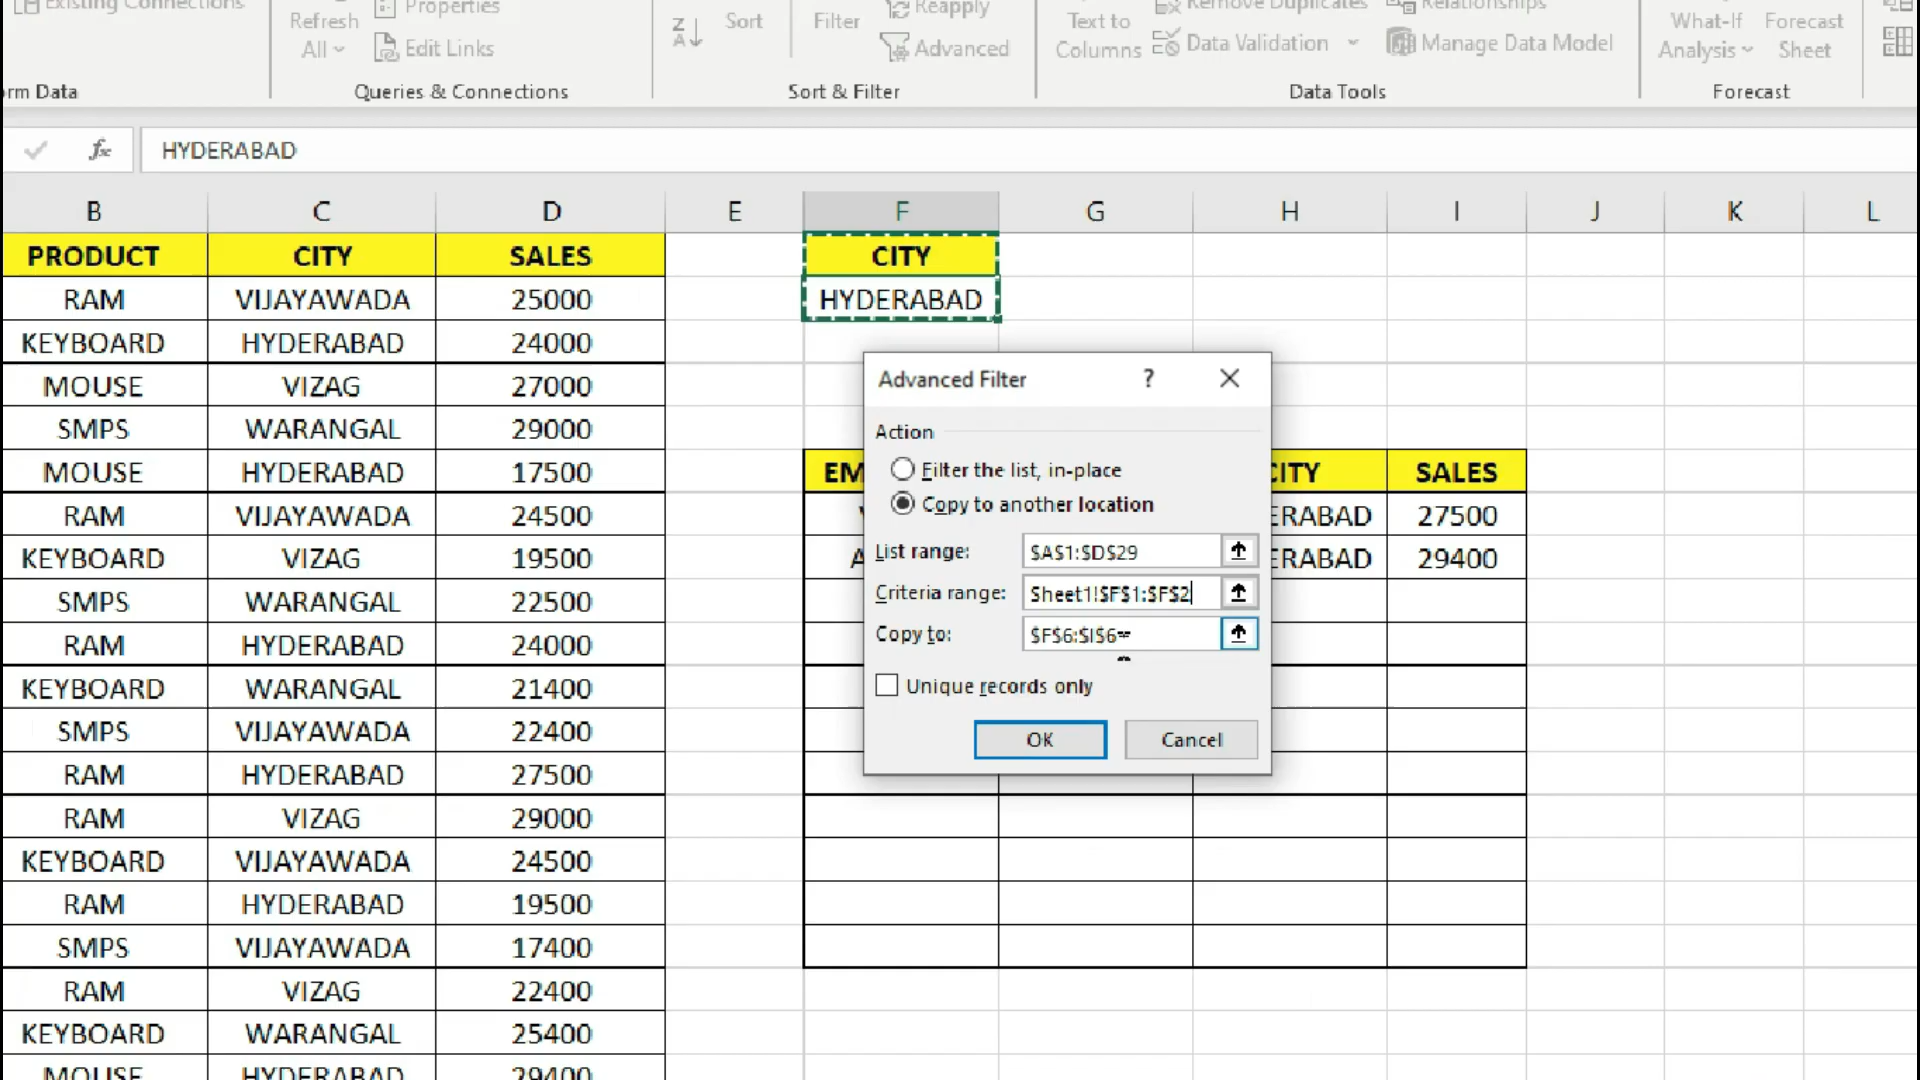 Existing Connections
Refresh
All
Properties
Edit Links
Z
A
Sort
Filter
Reapply
Advanced
Text to
Columns
Remove Duplicates
Data Validation
Relationships
Manage Data Model
What-If
Analysis
Forecast
Sheet
rm Data
Queries & Connections
Sort & Filter
Data Tools
Forecast
fx
HYDERABAD
B C D E F G H I J K L
PRODUCT CITY SALES CITY
RAM VIJAYAWADA 25000 HYDERABAD
KEYBOARD HYDERABAD 24000
MOUSE VIZAG 27000
SMPS WARANGAL 29000
MOUSE HYDERABAD 17500 EM CITY SALES
RAM VIJAYAWADA 24500 ERABAD 27500
KEYBOARD VIZAG 19500 A ERABAD 29400
SMPS WARANGAL 22500
RAM HYDERABAD 24000
KEYBOARD WARANGAL 21400
SMPS VIJAYAWADA 22400
RAM HYDERABAD 27500
RAM VIZAG 29000
KEYBOARD VIJAYAWADA 24500
RAM HYDERABAD 19500
SMPS VIJAYAWADA 17400
RAM VIZAG 22400
KEYBOARD WARANGAL 25400
MOUSE HYDERABAD 29400
Advanced Filter ?
Action
Filter the list, in-place
Copy to another location
List range: $A$1:$D$29
Criteria range: Sheet1!$F$1:$F$2
Copy to: $F$6:$I$6
Unique records only
OK Cancel